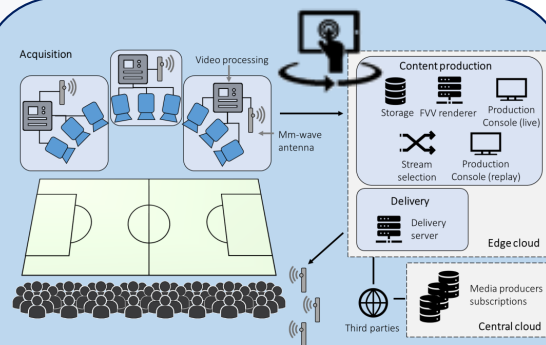 Acquisition
Video processing
Mm-wave
antenna
Content production
Storage
FVV renderer
Production
Console (live)
Stream
selection
Production
Console (replay)
Delivery
Delivery
server
Edge cloud
Third parties
Media producers
subscriptions
Central cloud